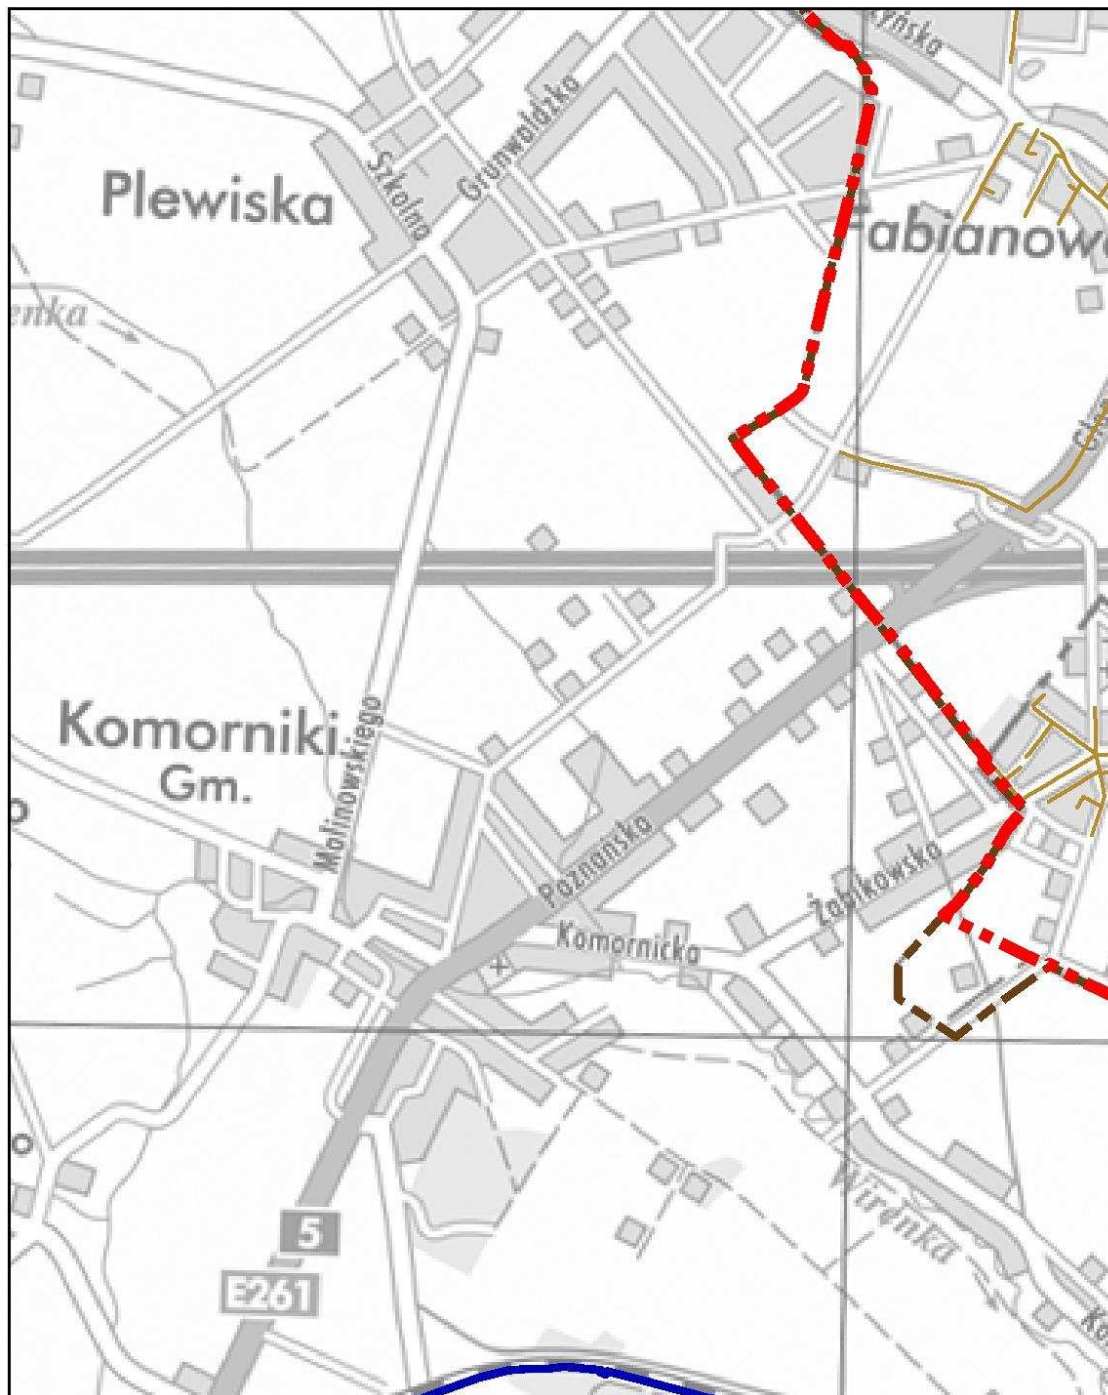 Szkolna
Grunwaldzka
Plewiska
Fabianowo
Komorniki
Gm.
Malinowskiego
Poznańska
Komornicka
Żabikowska
Wirenka
5
E261